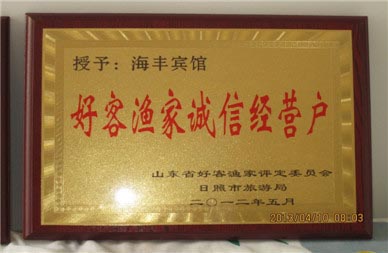 授予：海丰宾馆
好客渔家诚信经营户
山东省好客渔家评定委员会
日照市旅游局
二〇一二年五月
2013/04/10 09:03